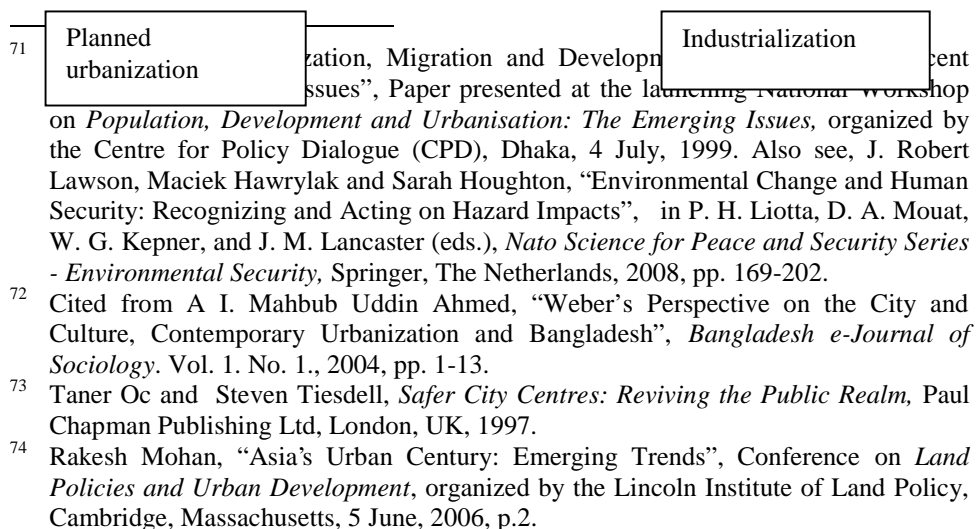 Planned
urbanization
Industrialization
71 zation, Migration and Developm cent
ssues”, Paper presented at the launching National Workshop
on Population, Development and Urbanisation: The Emerging Issues, organized by
the Centre for Policy Dialogue (CPD), Dhaka, 4 July, 1999. Also see, J. Robert
Lawson, Maciek Hawrylak and Sarah Houghton, “Environmental Change and Human
Security: Recognizing and Acting on Hazard Impacts”, in P. H. Liotta, D. A. Mouat,
W. G. Kepner, and J. M. Lancaster (eds.), Nato Science for Peace and Security Series
- Environmental Security, Springer, The Netherlands, 2008, pp. 169-202.
72 Cited from A I. Mahbub Uddin Ahmed, “Weber’s Perspective on the City and
Culture, Contemporary Urbanization and Bangladesh”, Bangladesh e-Journal of
Sociology. Vol. 1. No. 1., 2004, pp. 1-13.
73 Taner Oc and Steven Tiesdell, Safer City Centres: Reviving the Public Realm, Paul
Chapman Publishing Ltd, London, UK, 1997.
74 Rakesh Mohan, “Asia’s Urban Century: Emerging Trends”, Conference on Land
Policies and Urban Development, organized by the Lincoln Institute of Land Policy,
Cambridge, Massachusetts, 5 June, 2006, p.2.